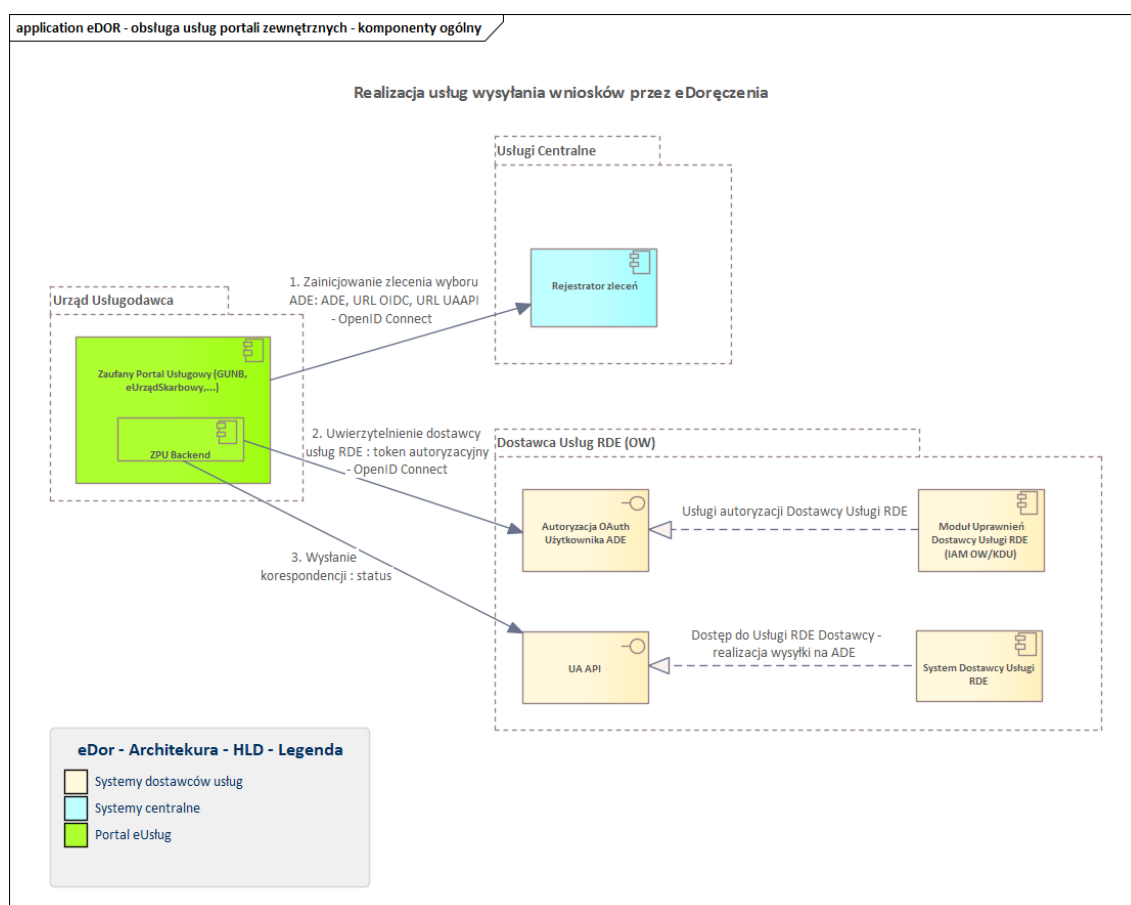 application eDOR - obsługa usług portali zewnętrznych - komponenty ogólny
Realizacja usług wysyłania wniosków przez eDoręczenia
Usługi Centralne
Rejestrator zleceń
1. Zainicjowanie zlecenia wyboru
ADE: ADE, URL OIDC, URL UAAPI
- OpenID Connect
Urząd Usługodawca
Zaufany Portal Usługowy (GUNB,
eUrządSkarbowy,...)
ZPU Backend
2. Uwierzytelnienie dostawcy
usług RDE : token autoryzacyjny
- OpenID Connect
Dostawca Usług RDE (OW)
Autoryzacja OAuth
Użytkownika ADE
Usługi autoryzacji Dostawcy Usługi RDE
Moduł Uprawnień
Dostawcy Usługi RDE
(IAM OW/KDU)
3. Wysłanie
korespondencji : status
UA API
Dostęp do Usługi RDE Dostawcy -
realizacja wysyłki na ADE
System Dostawcy Usługi
RDE
eDor - Architekura - HLD - Legenda
Systemy dostawców usług
Systemy centralne
Portal eUsług